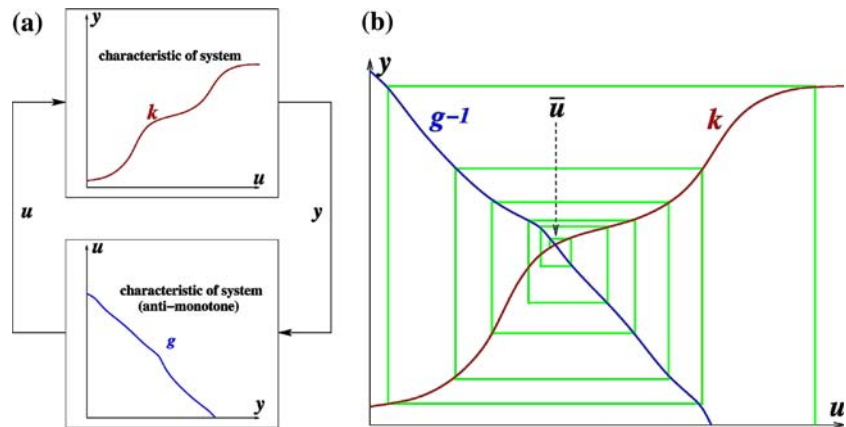 (a)
y
characteristic of system
k
u
u
y
u
characteristic of system
(anti-monotone)
g
y
(b)
y
ū
g-1
k
u